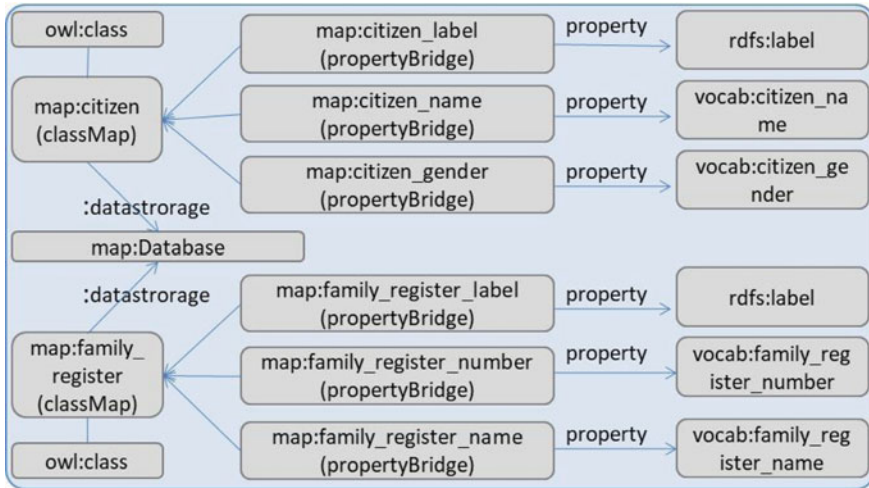 owl:class
map:citizen
(classMap)
map:citizen_label
(propertyBridge)
property
rdfs:label
map:citizen_name
(propertyBridge)
property
vocab:citizen_na
me
map:citizen_gender
(propertyBridge)
property
vocab:citizen_ge
nder
:datastrorage
map:Database
:datastrorage
map:family_
register
(classMap)
owl:class
map:family_register_label
(propertyBridge)
property
rdfs:label
map:family_register_number
(propertyBridge)
property
vocab:family_reg
ister_number
map:family_register_name
(propertyBridge)
property
vocab:family_reg
ister_name